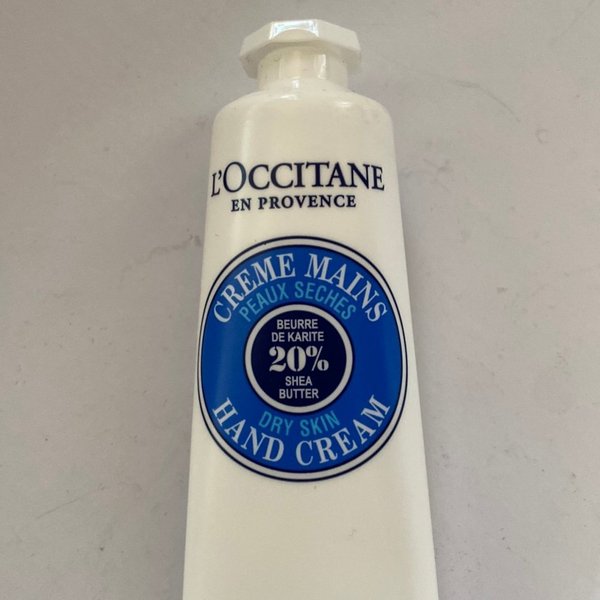 L'OCCITANE
EN PROVENCE
CREME MAINS
PEAUX SECHES
BEURRE
DE KARITE
20%
SHEA
BUTTER
DRY SKIN
HAND CREAM